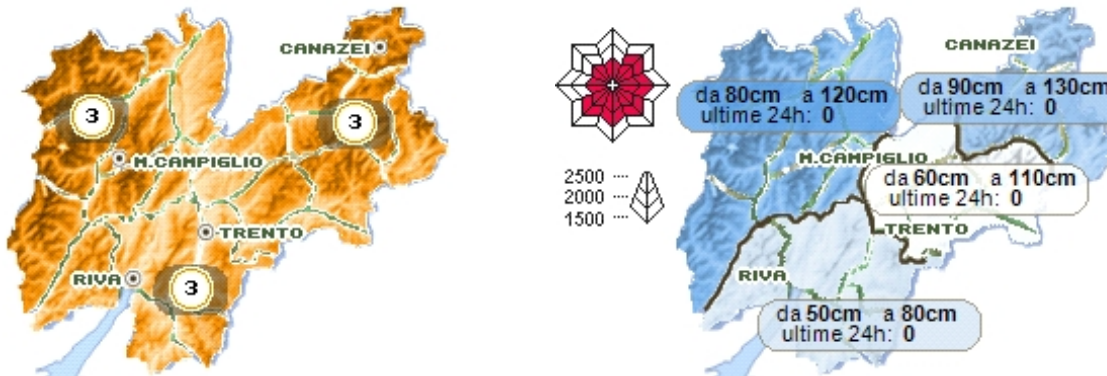 CANAZEI
3
3
M.CAMPIGLIO
TRENTO
RIVA
3
CANAZEI
da 80cm a 120cm
ultime 24h: 0
da 90cm a 130cm
ultime 24h: 0
M.CAMPIGLIO
2500
2000
1500
da 60cm a 110cm
ultime 24h: 0
TRENTO
RIVA
da 50cm a 80cm
ultime 24h: 0